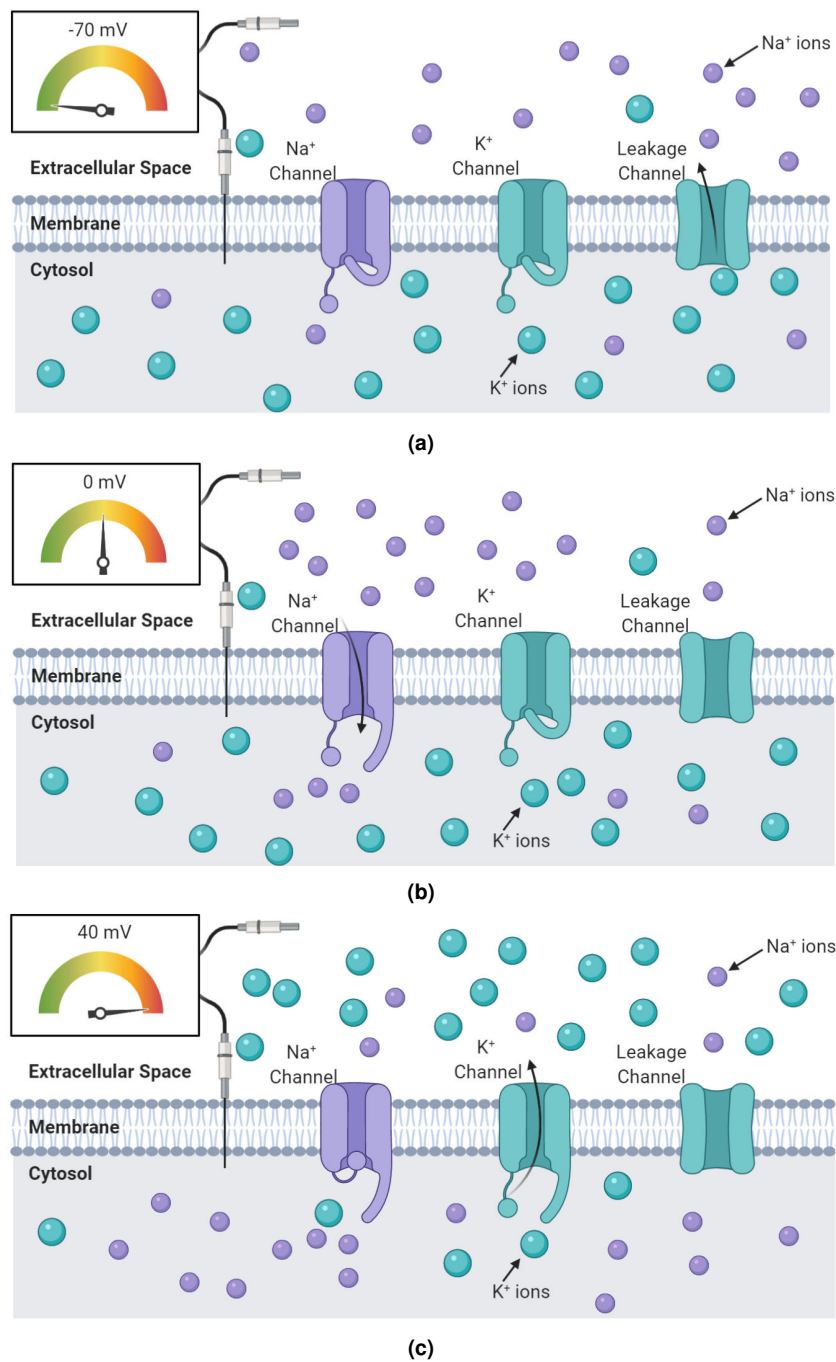 -70 mV
Na⁺ ions
Na⁺
Channel
K⁺
Channel
Leakage
Channel
Extracellular Space
Membrane
Cytosol
K⁺ ions
(a)
0 mV
Na⁺ ions
Na⁺
Channel
K⁺
Channel
Leakage
Channel
Extracellular Space
Membrane
Cytosol
K⁺ ions
(b)
40 mV
Na⁺ ions
Na⁺
Channel
K⁺
Channel
Leakage
Channel
Extracellular Space
Membrane
Cytosol
K⁺ ions
(c)